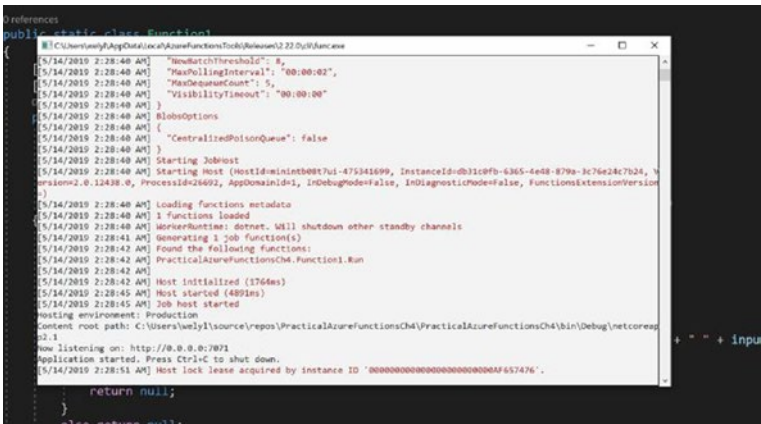 0 references
public static class Function1
{
C:\Users\welyl\AppData\Local\AzureFunctionsTools\Releases\2.22.0\cli\func.exe
[5/14/2019 2:28:40 AM]   "NewBatchThreshold": 8,
[5/14/2019 2:28:40 AM]   "MaxPollingInterval": "00:00:02",
[5/14/2019 2:28:40 AM]   "MaxDequeueCount": 5,
[5/14/2019 2:28:40 AM]   "VisibilityTimeout": "00:00:00"
[5/14/2019 2:28:40 AM] }
[5/14/2019 2:28:40 AM] BlobsOptions
[5/14/2019 2:28:40 AM] {
[5/14/2019 2:28:40 AM]   "CentralizedPoisonQueue": false
[5/14/2019 2:28:40 AM] }
[5/14/2019 2:28:40 AM] Starting JobHost
[5/14/2019 2:28:40 AM] Starting Host (HostId=minintb08t7ui-475341699, InstanceId=db31c0fb-6365-4e48-879a-3c76e24c7b24, V
ersion=2.0.12438.0, ProcessId=26692, AppDomainId=1, InDebugMode=False, InDiagnosticMode=False, FunctionsExtensionVersion
=)
[5/14/2019 2:28:40 AM] Loading functions metadata
[5/14/2019 2:28:40 AM] 1 functions loaded
[5/14/2019 2:28:40 AM] WorkerRuntime: dotnet. Will shutdown other standby channels
[5/14/2019 2:28:41 AM] Generating 1 job function(s)
[5/14/2019 2:28:42 AM] Found the following functions:
[5/14/2019 2:28:42 AM] PracticalAzureFunctionsCh4.Function1.Run
[5/14/2019 2:28:42 AM]
[5/14/2019 2:28:42 AM] Host initialized (1764ms)
[5/14/2019 2:28:45 AM] Host started (4891ms)
[5/14/2019 2:28:45 AM] Job host started
Hosting environment: Production
Content root path: C:\Users\welyl\source\repos\PracticalAzureFunctionsCh4\PracticalAzureFunctionsCh4\bin\Debug\netcoreap
p2.1
Now listening on: http://0.0.0.0:7071
Application started. Press Ctrl+C to shut down.
[5/14/2019 2:28:51 AM] Host lock lease acquired by instance ID '000000000000000000000000AF657476'.
+ " " + inpu
return null;
}
else return null;